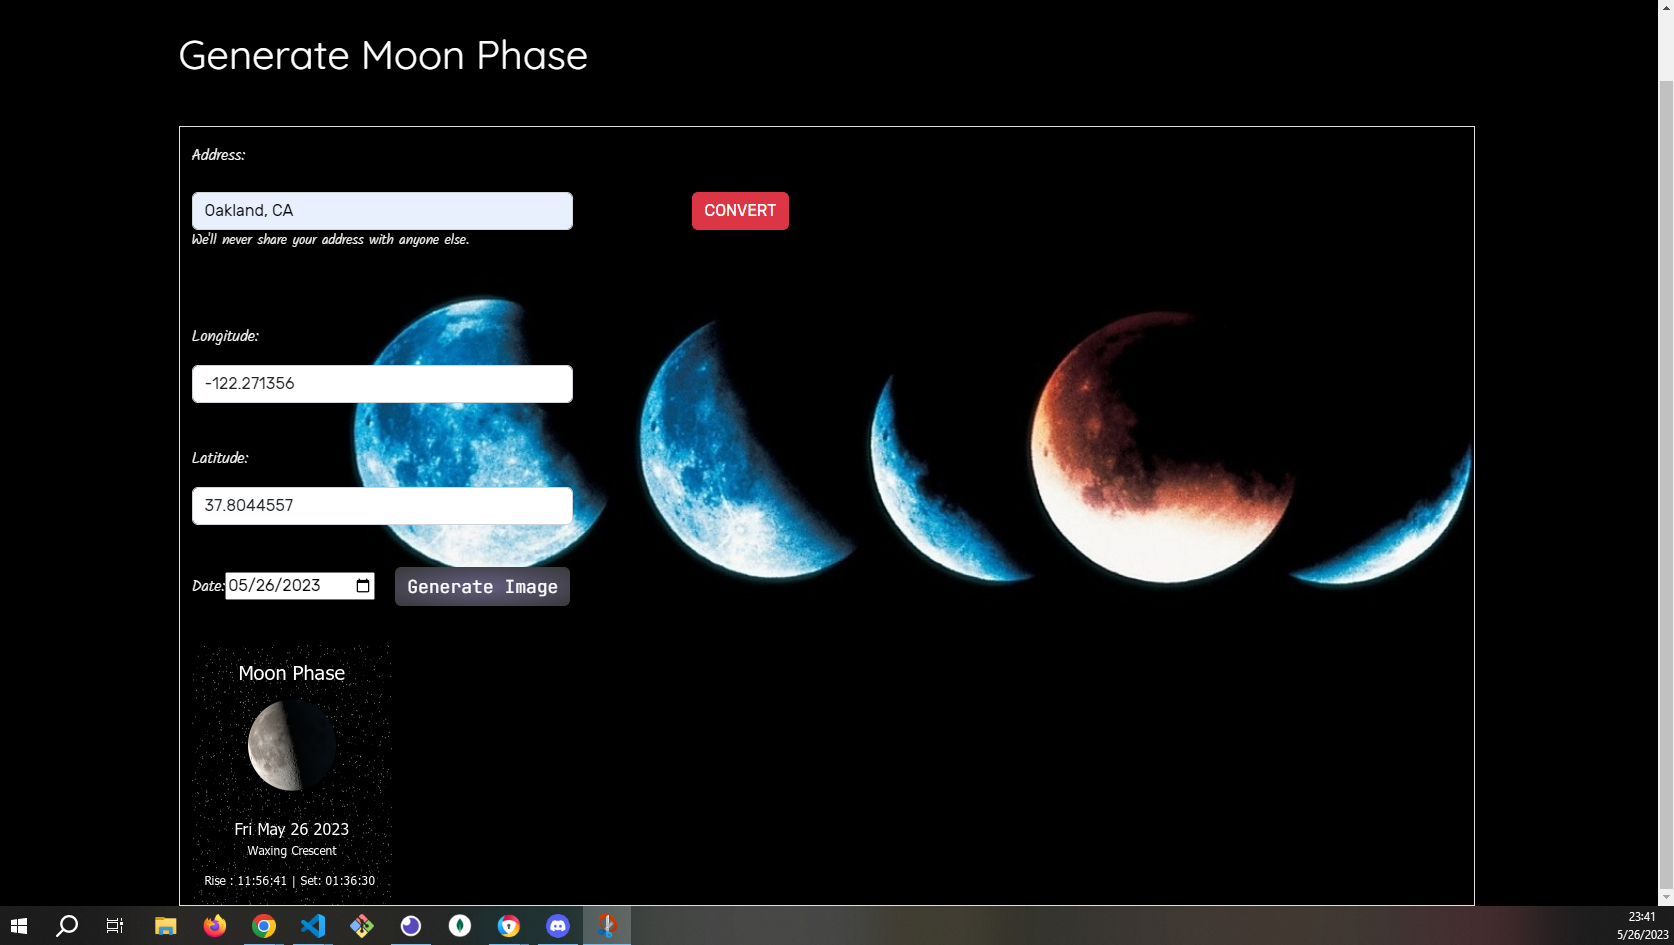 Generate Moon Phase
Address:
Oakland, CA
CONVERT
We'll never share your address with anyone else.
Longitude:
-122.271356
Latitude:
37.8044557
Date: 05/26/2023
Generate Image
Moon Phase
Fri May 26 2023
Waxing Crescent
Rise : 11:56:41 | Set: 01:36:30
23:41
5/26/2023